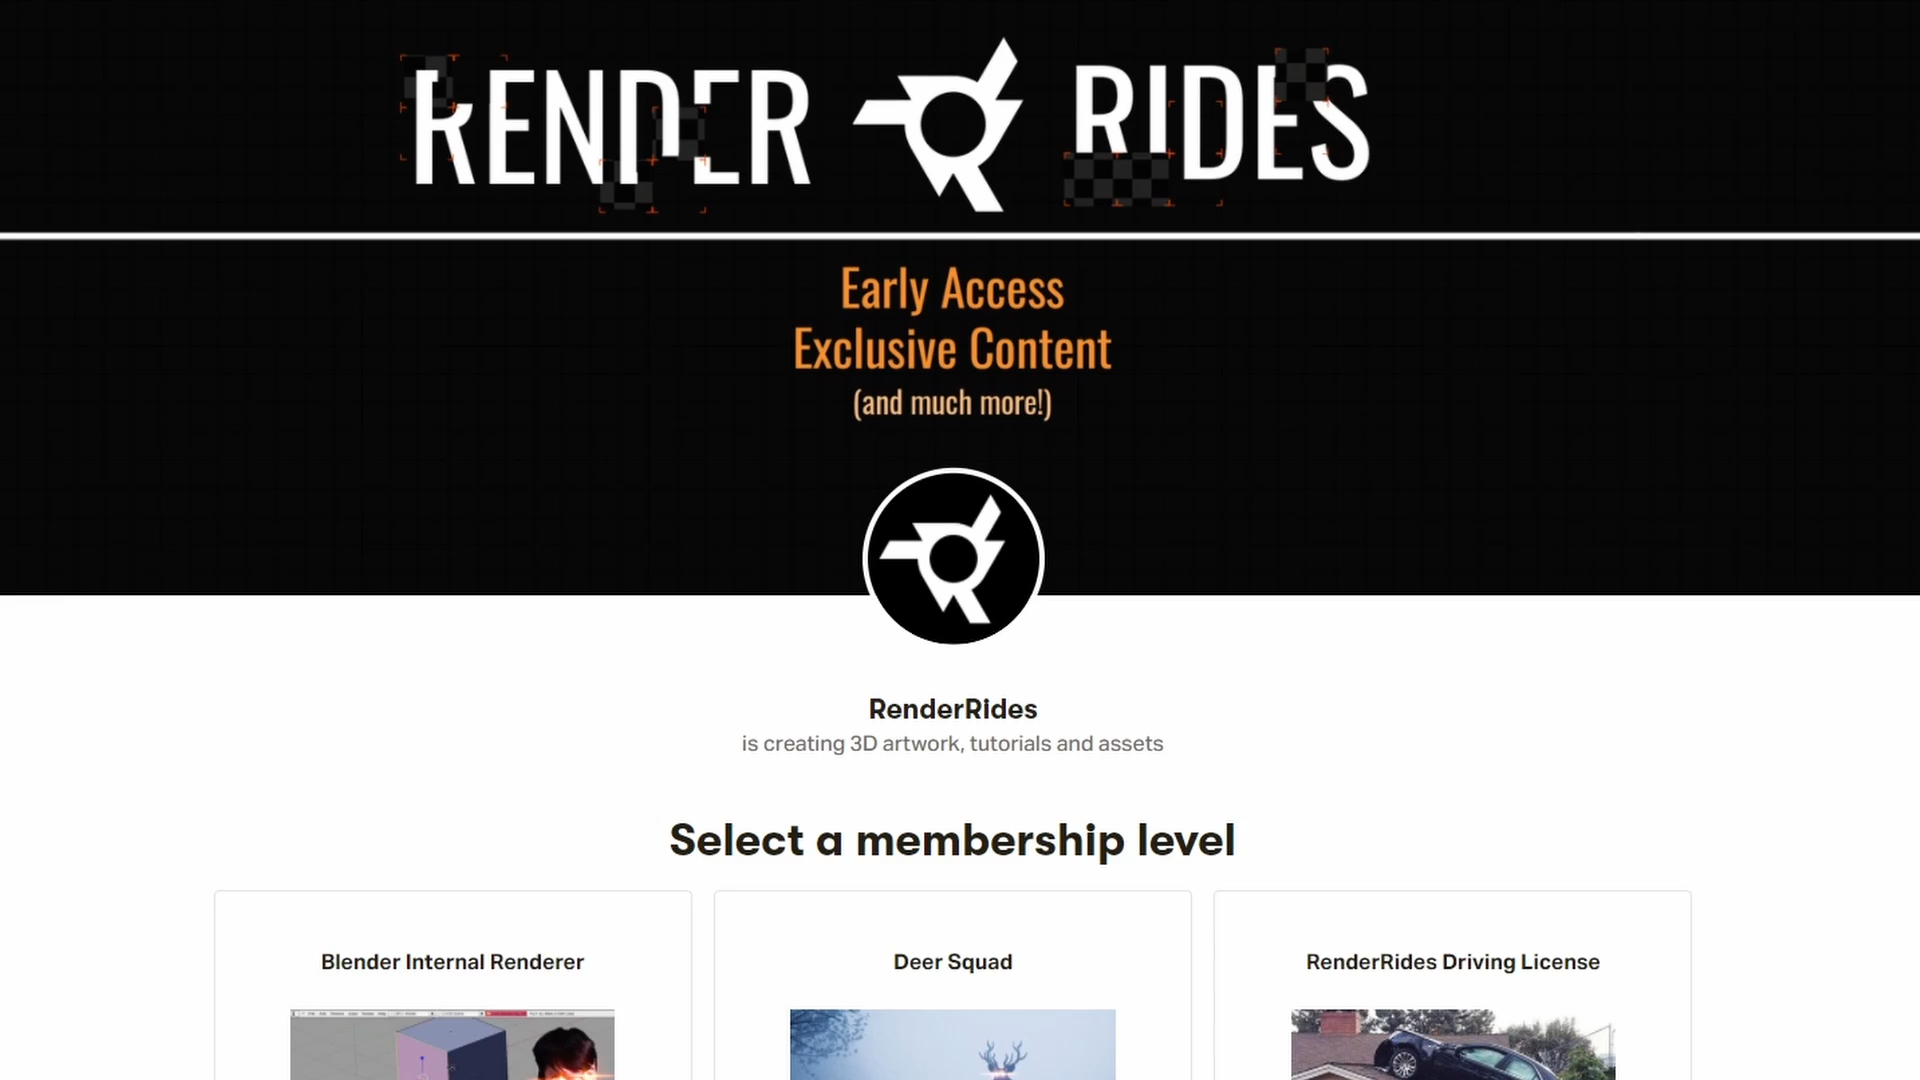 RENDER RIDES
Early Access
Exclusive Content
(and much more!)
RenderRides
is creating 3D artwork, tutorials and assets
Select a membership level
Blender Internal Renderer
Deer Squad
RenderRides Driving License